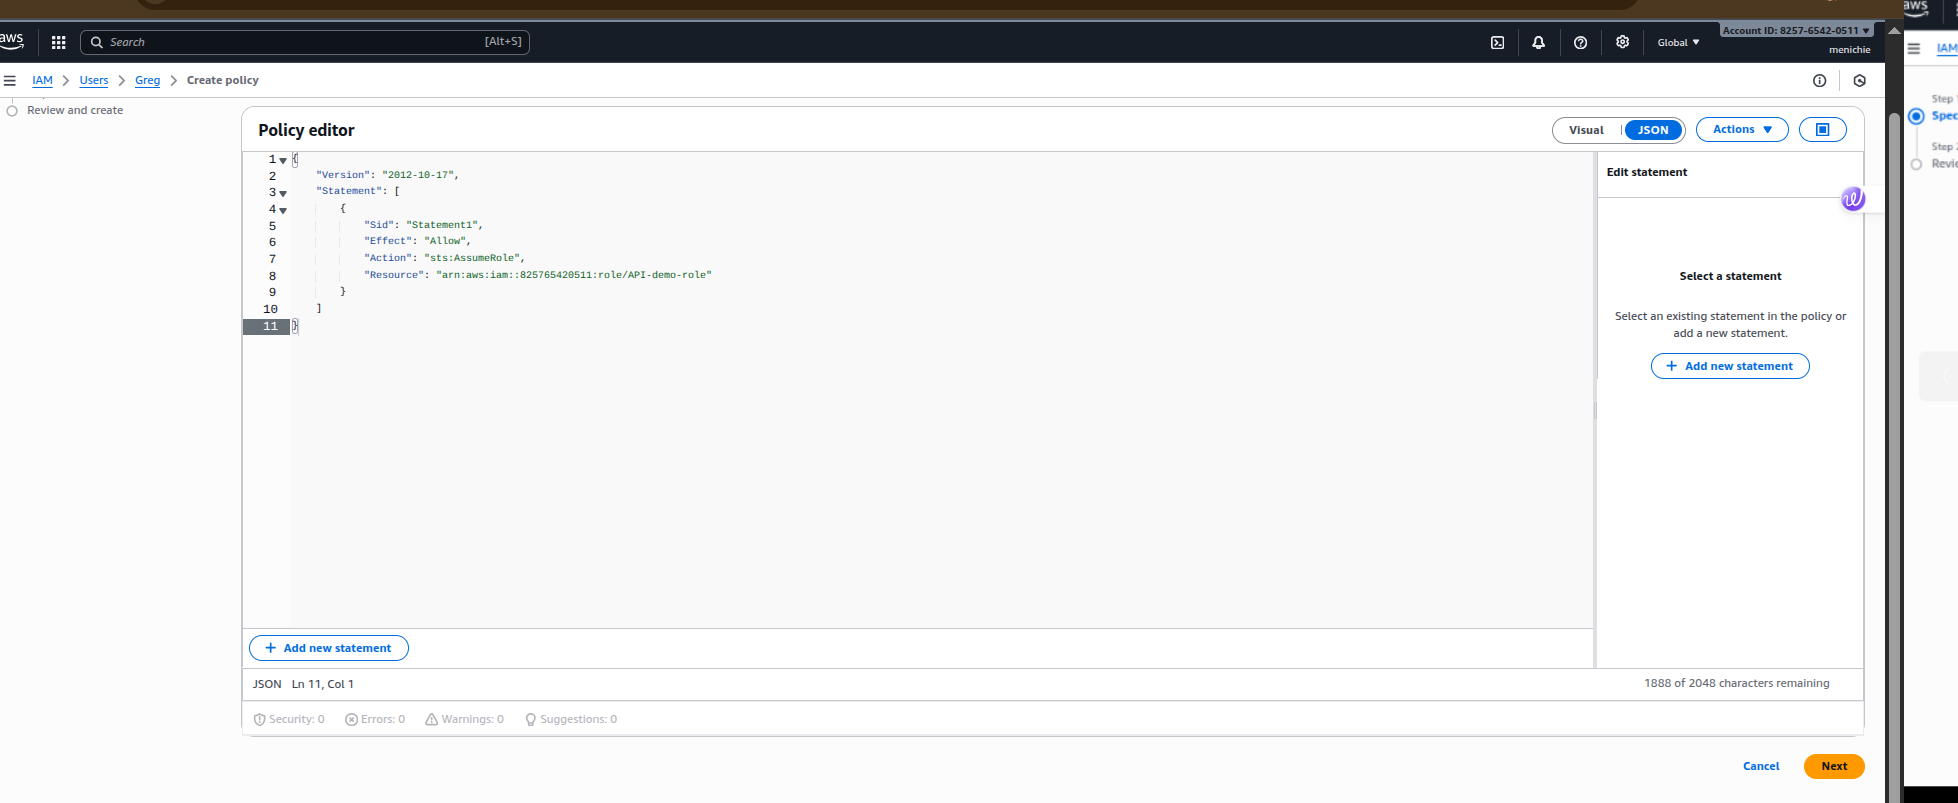 aws
Search
[Alt+S]
Global
Account ID: 8257-6542-0511
menichie
aws
IAM
Users
Greg
Create policy
IAM
Review and create
Policy editor
Visual
JSON
Actions
1 {
2 "Version": "2012-10-17",
3 "Statement": [
4 {
5 "Sid": "Statement1",
6 "Effect": "Allow",
7 "Action": "sts:AssumeRole",
8 "Resource": "arn:aws:iam::825765420511:role/API-demo-role"
9 }
10 ]
11 }
Edit statement
Select a statement
Select an existing statement in the policy or
add a new statement.
+ Add new statement
+ Add new statement
JSON Ln 11, Col 1
1888 of 2048 characters remaining
Security: 0
Errors: 0
Warnings: 0
Suggestions: 0
Cancel
Next
Step
Spec
Step
Revie